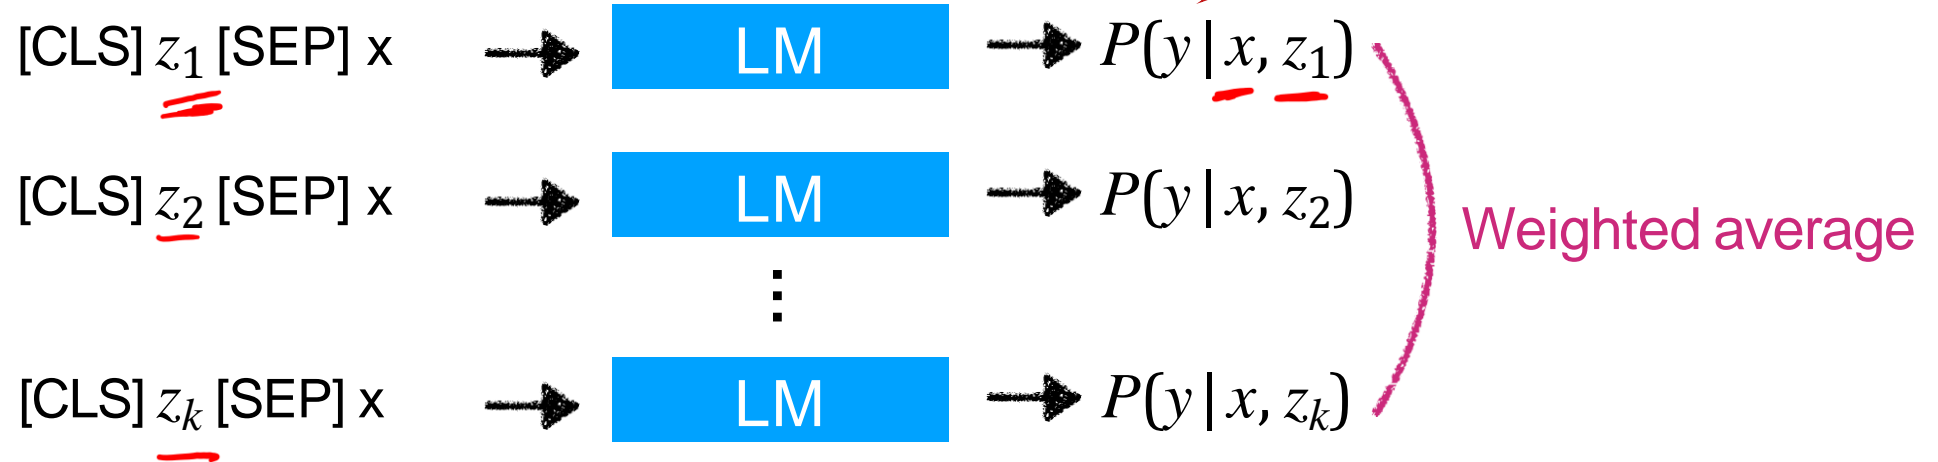 [CLS] z₁ [SEP] x LM P(y | x, z₁)
[CLS] z₂ [SEP] x LM P(y | x, z₂)
Weighted average
⋮
[CLS] zₖ [SEP] x LM P(y | x, zₖ)